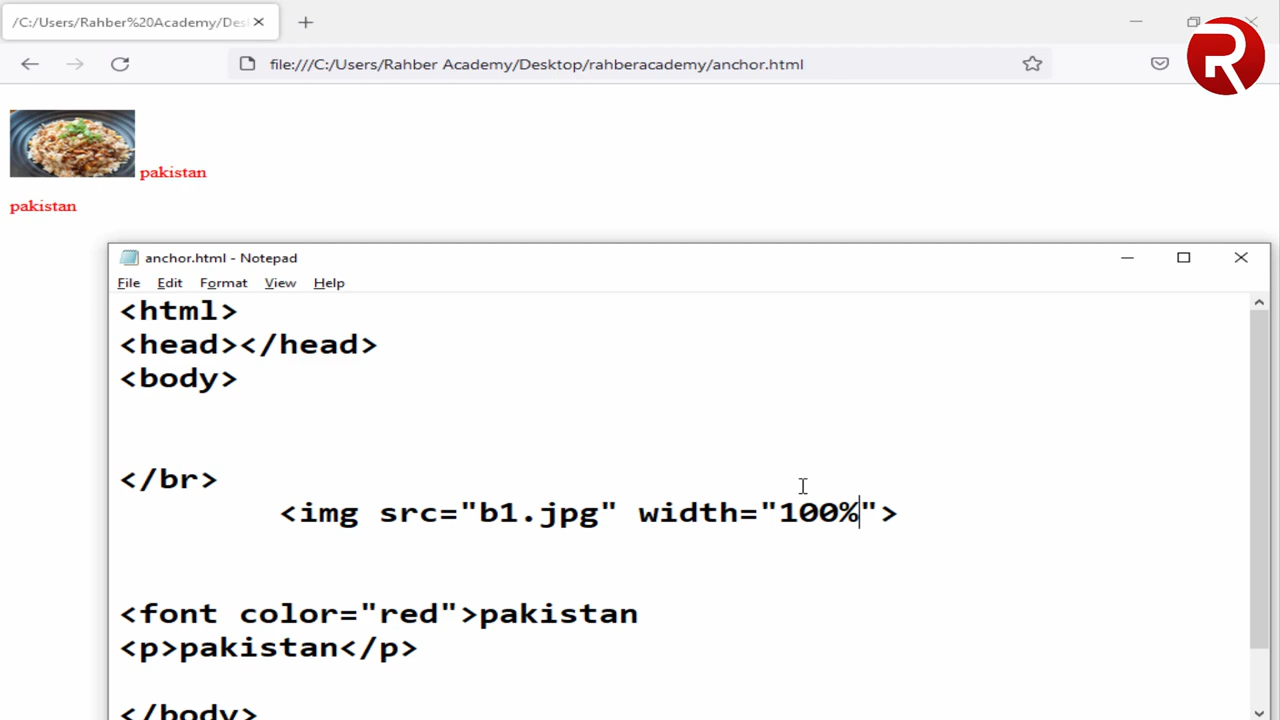 /C:/Users/Rahber%20Academy/Des
file:///C:/Users/Rahber Academy/Desktop/rahberacademy/anchor.html
R
pakistan
pakistan
anchor.html - Notepad
File Edit Format View Help
<html>
<head></head>
<body>
</br>
<img src="b1.jpg" width="100%">
<font color="red">pakistan
<p>pakistan</p>
</body>